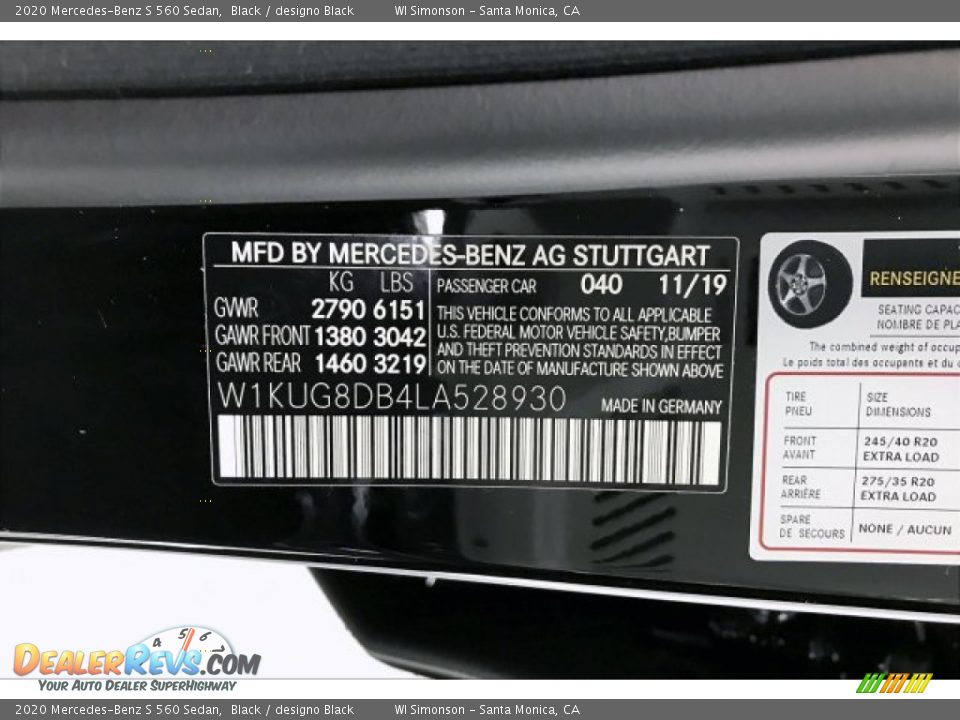 2020 Mercedes-Benz S 560 Sedan, Black / designo Black WI Simonson - Santa Monica, CA
MFD BY MERCEDES-BENZ AG STUTTGART
KG LBS
GVWR 2790 6151
GAWR FRONT 1380 3042
GAWR REAR 1460 3219
PASSENGER CAR 040 11/19
THIS VEHICLE CONFORMS TO ALL APPLICABLE
U.S. FEDERAL MOTOR VEHICLE SAFETY,BUMPER
AND THEFT PREVENTION STANDARDS IN EFFECT
ON THE DATE OF MANUFACTURE SHOWN ABOVE
W1KUG8DB4LA528930 MADE IN GERMANY
RENSEIGNE
SEATING CAPAC
NOMBRE DE PLA
The combined weight of occup
Le poids total des occupants et du c
TIRE SIZE
PNEU DIMENSIONS
FRONT 245/40 R20
AVANT EXTRA LOAD
REAR 275/35 R20
ARRIÈRE EXTRA LOAD
SPARE NONE / AUCUN
DE SECOURS
4 5 6
DEALERREVS.COM
YOUR AUTO DEALER SUPERHIGHWAY
2020 Mercedes-Benz S 560 Sedan, Black / designo Black WI Simonson - Santa Monica, CA